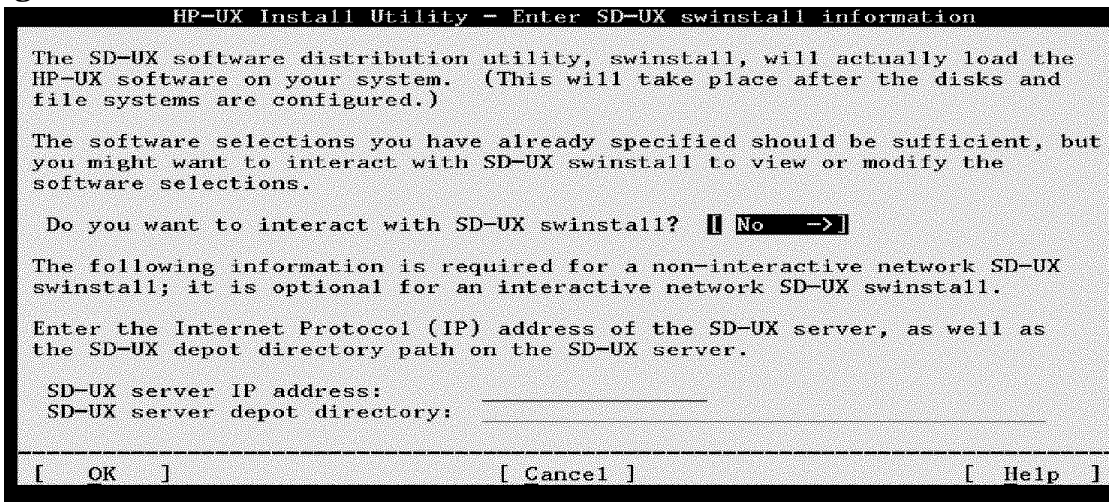 HP-UX Install Utility - Enter SD-UX swinstall information
The SD-UX software distribution utility, swinstall, will actually load the
HP-UX software on your system. (This will take place after the disks and
file systems are configured.)
The software selections you have already specified should be sufficient, but
you might want to interact with SD-UX swinstall to view or modify the
software selections.
Do you want to interact with SD-UX swinstall? [ No ->]
The following information is required for a non-interactive network SD-UX
swinstall; it is optional for an interactive network SD-UX swinstall.
Enter the Internet Protocol (IP) address of the SD-UX server, as well as
the SD-UX depot directory path on the SD-UX server.
SD-UX server IP address:
SD-UX server depot directory:
[ OK ] [ Cancel ] [ Help ]